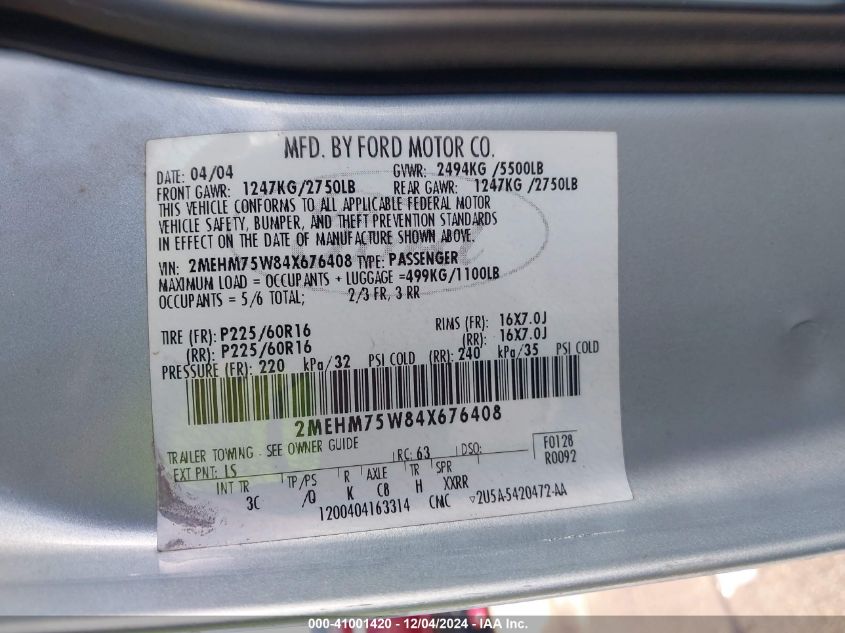 MFD. BY FORD MOTOR CO.
DATE: 04/04 GVWR: 2494KG /5500LB
FRONT GAWR: 1247KG/2750LB REAR GAWR: 1247KG /2750LB
THIS VEHICLE CONFORMS TO ALL APPLICABLE FEDERAL MOTOR
VEHICLE SAFETY, BUMPER, AND THEFT PREVENTION STANDARDS
IN EFFECT ON THE DATE OF MANUFACTURE SHOWN ABOVE.
VIN: 2MEHM75W84X676408 TYPE: PASSENGER
MAXIMUM LOAD = OCCUPANTS + LUGGAGE =499KG/1100LB
OCCUPANTS = 5/6 TOTAL; 2/3 FR, 3 RR
TIRE (FR): P225/60R16 RIMS (FR): 16X7.0J
(RR): P225/60R16 (RR): 16X7.0J
PRESSURE (FR): 220 kPa/32 PSI COLD (RR): 240 kPa/35 PSI COLD
2MEHM75W84X676408
TRAILER TOWING - SEE OWNER GUIDE
EXT PNT: LS RC: 63 DSO: F0128
R0092
INT TR TP/PS R AXLE TR SPR
3C /O K C8 H XXRR
1200404163314 CMC 2U5A-5420472-AA
000-41001420 - 12/04/2024 - IAA Inc.